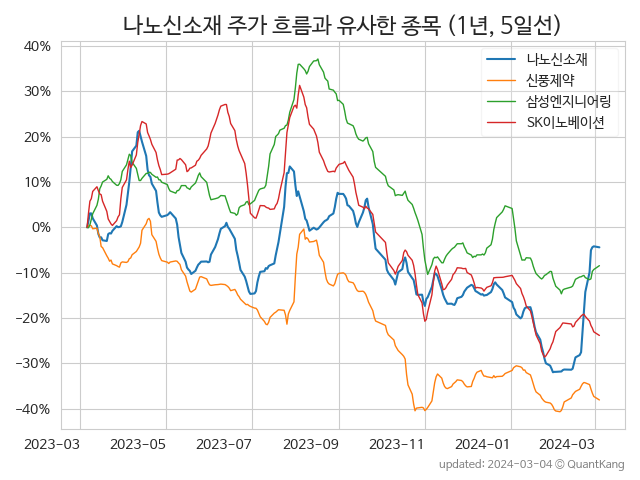 나노신소재 주가 흐름과 유사한 종목 (1년, 5일선)
40%
30%
20%
10%
0%
−10%
−20%
−30%
−40%
나노신소재
신풍제약
삼성엔지니어링
SK이노베이션
2023-03
2023-05
2023-07
2023-09
2023-11
2024-01
2024-03
updated: 2024-03-04 © QuantKang